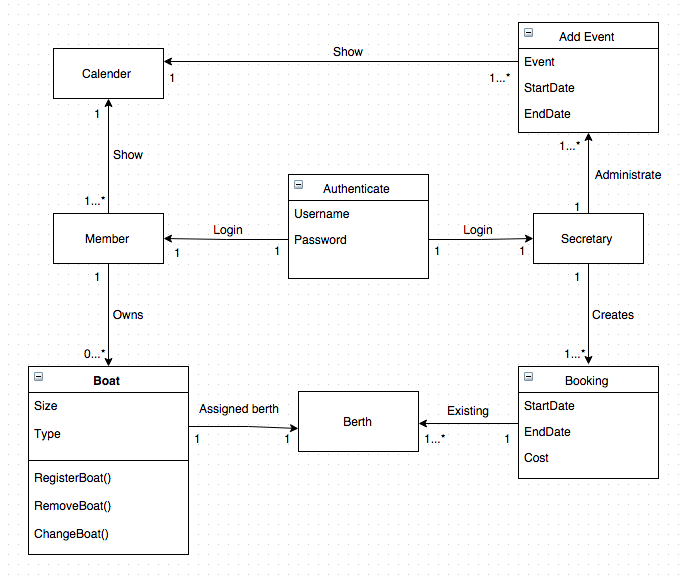 Add Event
Event
StartDate
EndDate
Show
1
1...*
Calender
1
Show
1...*
1...*
Administrate
1
Authenticate
Username
Password
Member
Login
1
1
Login
1
1
Secretary
1
Owns
0...*
1
Creates
1...*
Boat
Size
Type
RegisterBoat()
RemoveBoat()
ChangeBoat()
Assigned berth
1
1
Berth
Existing
1...*
1
Booking
StartDate
EndDate
Cost